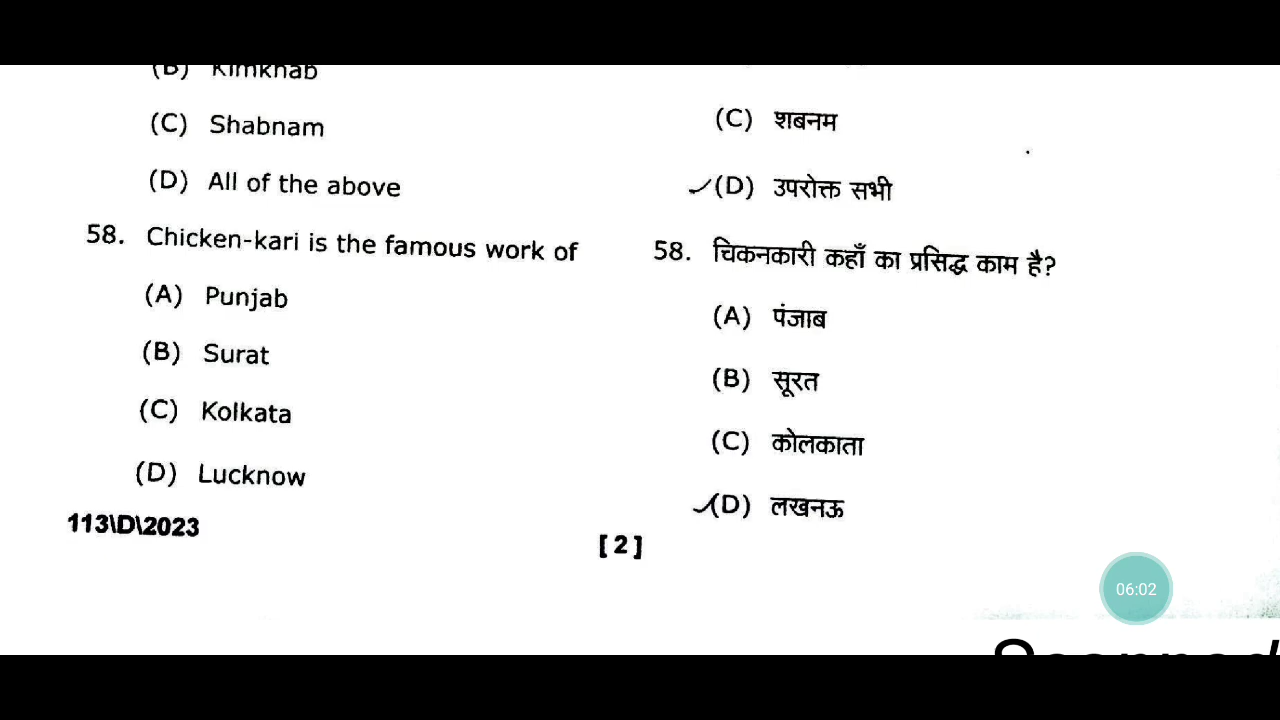 (B) Kimkhab
(C) Shabnam
(D) All of the above
58. Chicken-kari is the famous work of
(A) Punjab
(B) Surat
(C) Kolkata
(D) Lucknow
113\D\2023
(C) शबनम
(D) उपरोक्त सभी
58. चिकनकारी कहाँ का प्रसिद्ध काम है?
(A) पंजाब
(B) सूरत
(C) कोलकाता
(D) लखनऊ
[ 2 ]
06:02